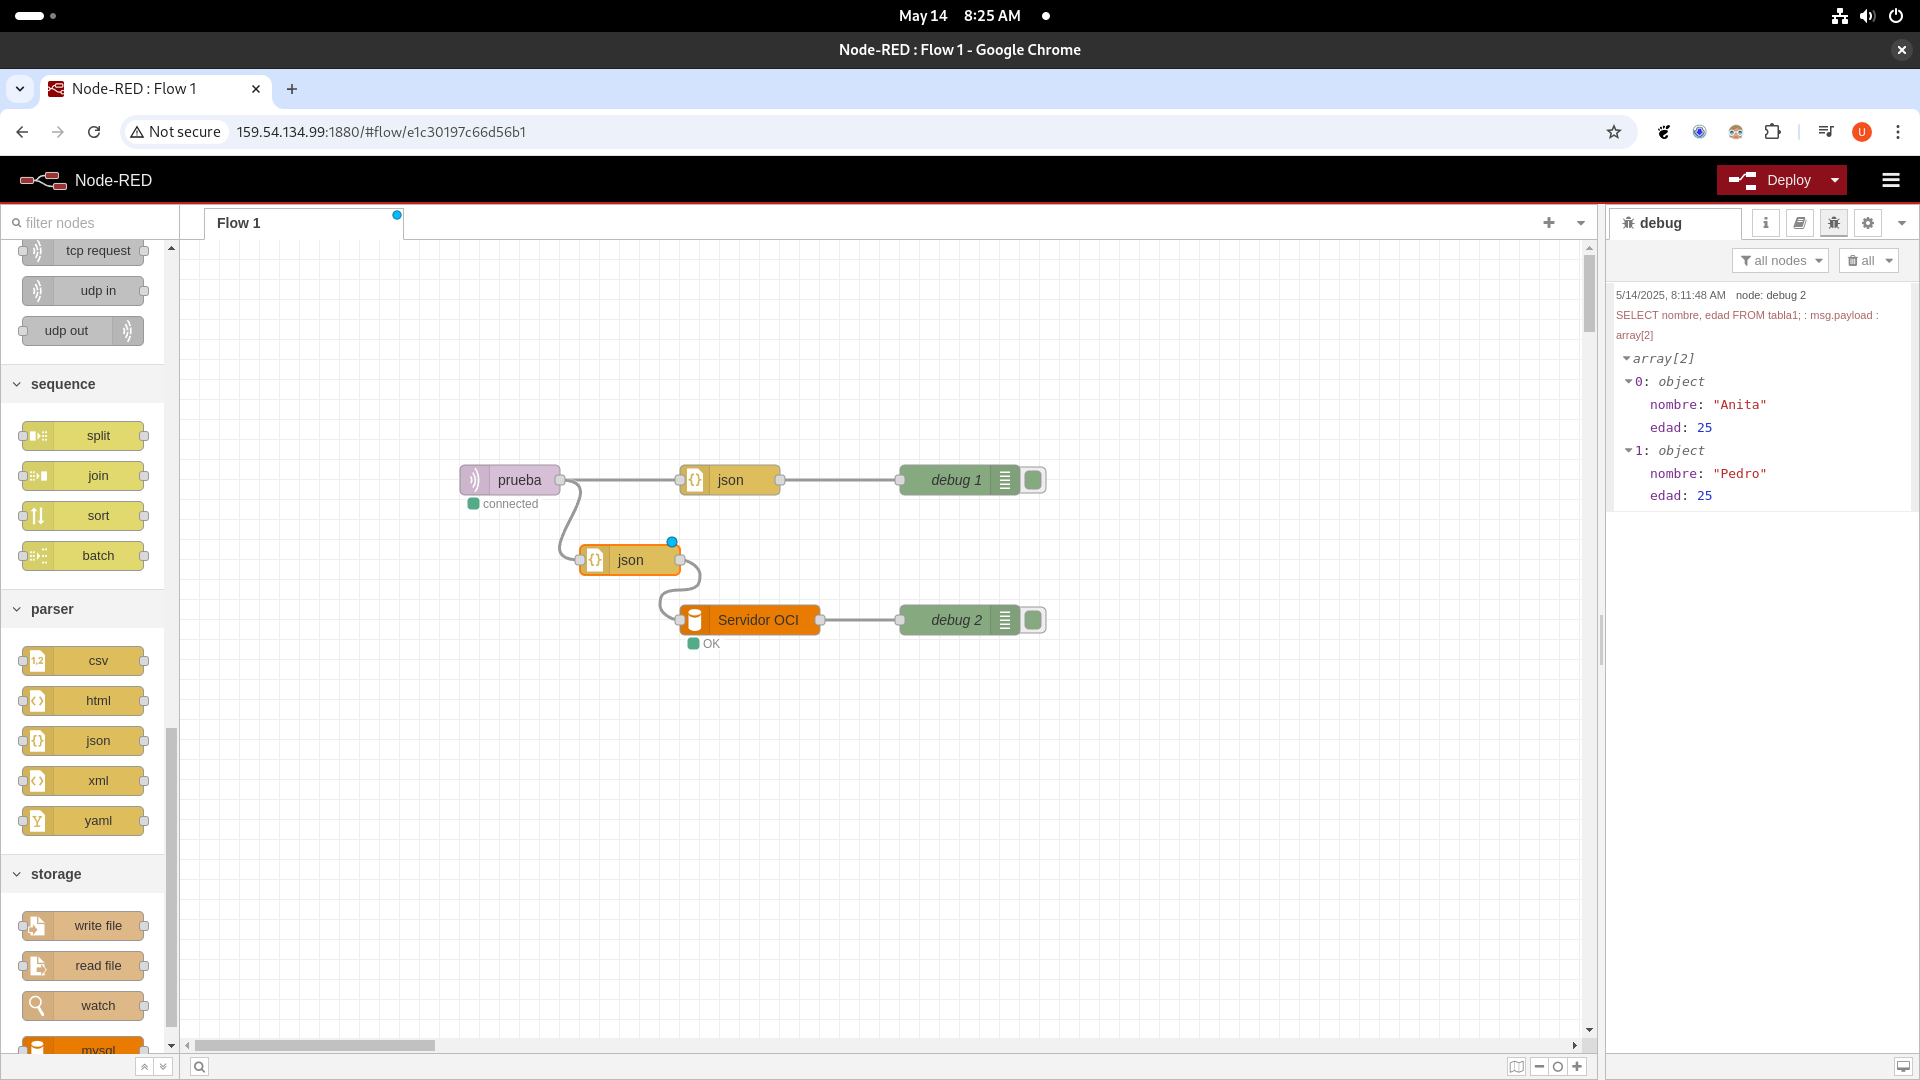 May 14 8:25 AM
Node-RED : Flow 1 - Google Chrome
Node-RED : Flow 1
Not secure 159.54.134.99:1880/#flow/e1c30197c66d56b1
U
Node-RED
Deploy
filter nodes
tcp request
udp in
udp out
sequence
split
join
sort
batch
parser
csv
html
json
xml
yaml
storage
write file
read file
watch
mysql
Flow 1
prueba
connected
json
debug 1
json
Servidor OCI
OK
debug 2
debug
all nodes
all
5/14/2025, 8:11:48 AM node: debug 2
SELECT nombre, edad FROM tabla1; : msg.payload :
array[2]
array[2]
0: object
nombre: "Anita"
edad: 25
1: object
nombre: "Pedro"
edad: 25